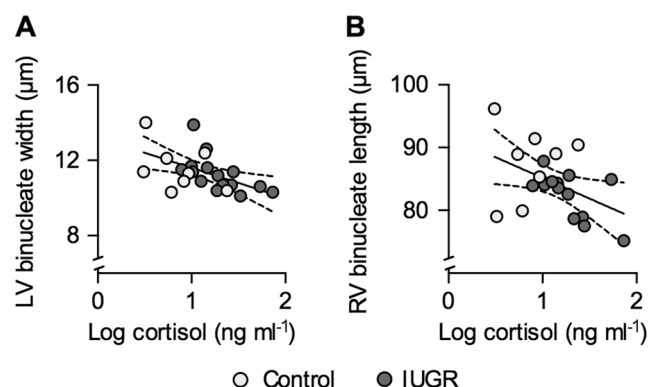 A
LV binucleate width (µm)
16
12
8
0
1
2
Log cortisol (ng ml-1)
B
RV binucleate length (µm)
100
90
80
0
1
2
Log cortisol (ng ml-1)
Control
IUGR